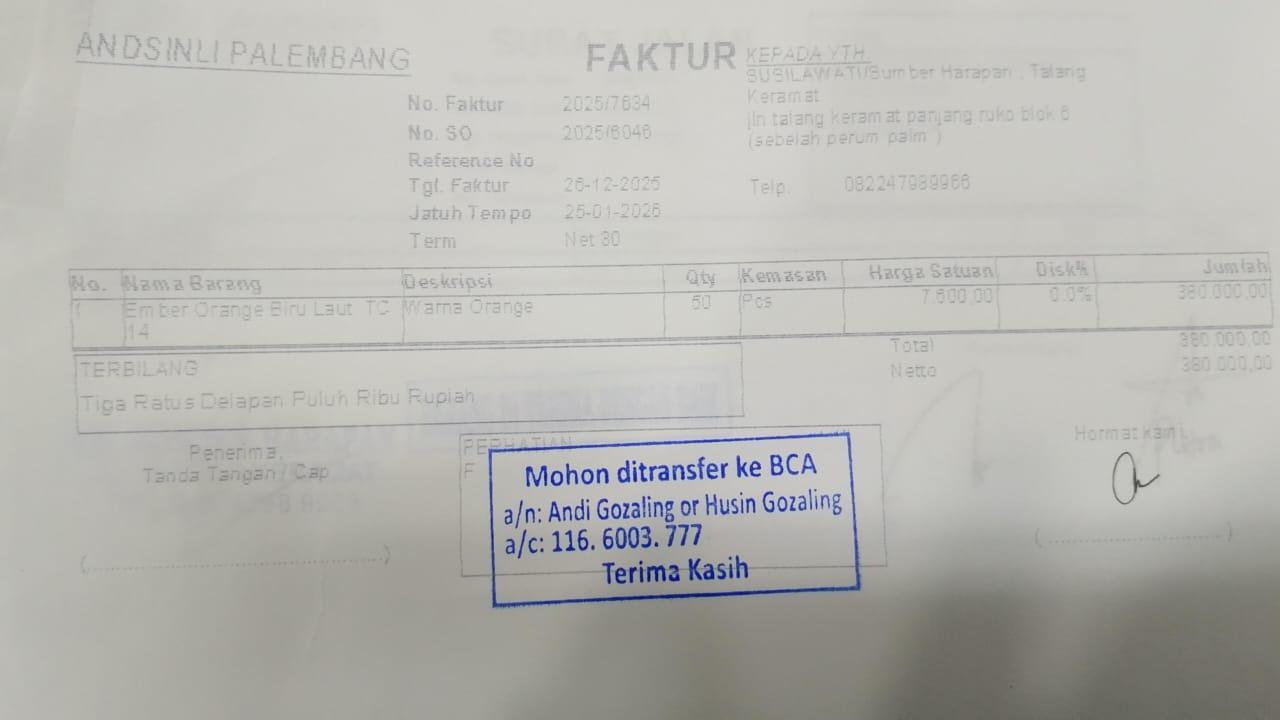 ANDSINLI PALEMBANG
FAKTUR
KEPADA YTH.
SUSILAWATI/Sumber Harapan , Talang
Keramat
jln talang keramat panjang ruko blok 6
(sebelah perum palm )
Telp. 082247989966
No. Faktur 2025/7634
No. SO 2025/6046
Reference No
Tgl. Faktur 26-12-2025
Jatuh Tempo 25-01-2026
Term Net 30
No. Nama Barang Deskripsi Qty Kemasan Harga Satuan Disk% Jumlah
1 Ember Orange Biru Laut TC Warna Orange 50 Pcs 7.600,00 0.0% 380.000,00
14
Total 380.000,00
Netto 380.000,00
TERBILANG
Tiga Ratus Delapan Puluh Ribu Rupiah
Penerima,
Tanda Tangan / Cap
PERHATIAN
F
Mohon ditransfer ke BCA
a/n: Andi Gozaling or Husin Gozaling
a/c: 116. 6003. 777
Terima Kasih
Hormat kami